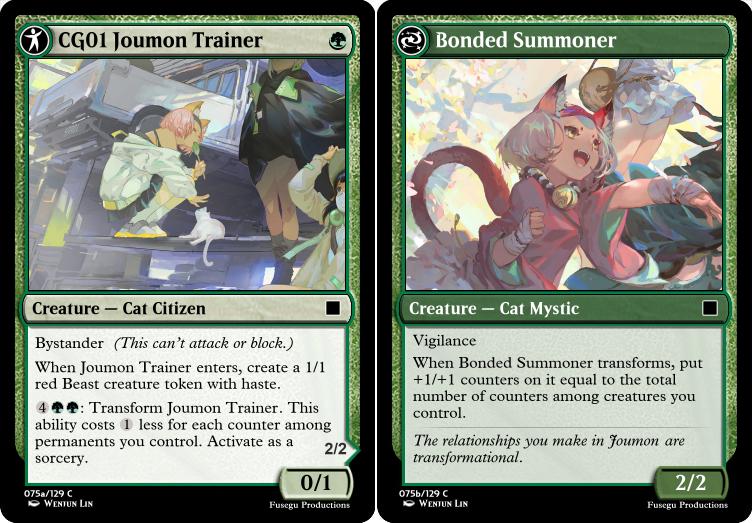 CG01 Joumon Trainer
Creature — Cat Citizen
Bystander (This can't attack or block.)
When Joumon Trainer enters, create a 1/1
red Beast creature token with haste.
4: Transform Joumon Trainer. This
ability costs 1 less for each counter among
permanents you control. Activate as a
sorcery.
2/2
0/1
075a/129 C
Wenjun Lin
Fusegu Productions
Bonded Summoner
Creature — Cat Mystic
Vigilance
When Bonded Summoner transforms, put
+1/+1 counters on it equal to the total
number of counters among creatures you
control.
The relationships you make in Joumon are
transformational.
2/2
075b/129 C
Wenjun Lin
Fusegu Productions